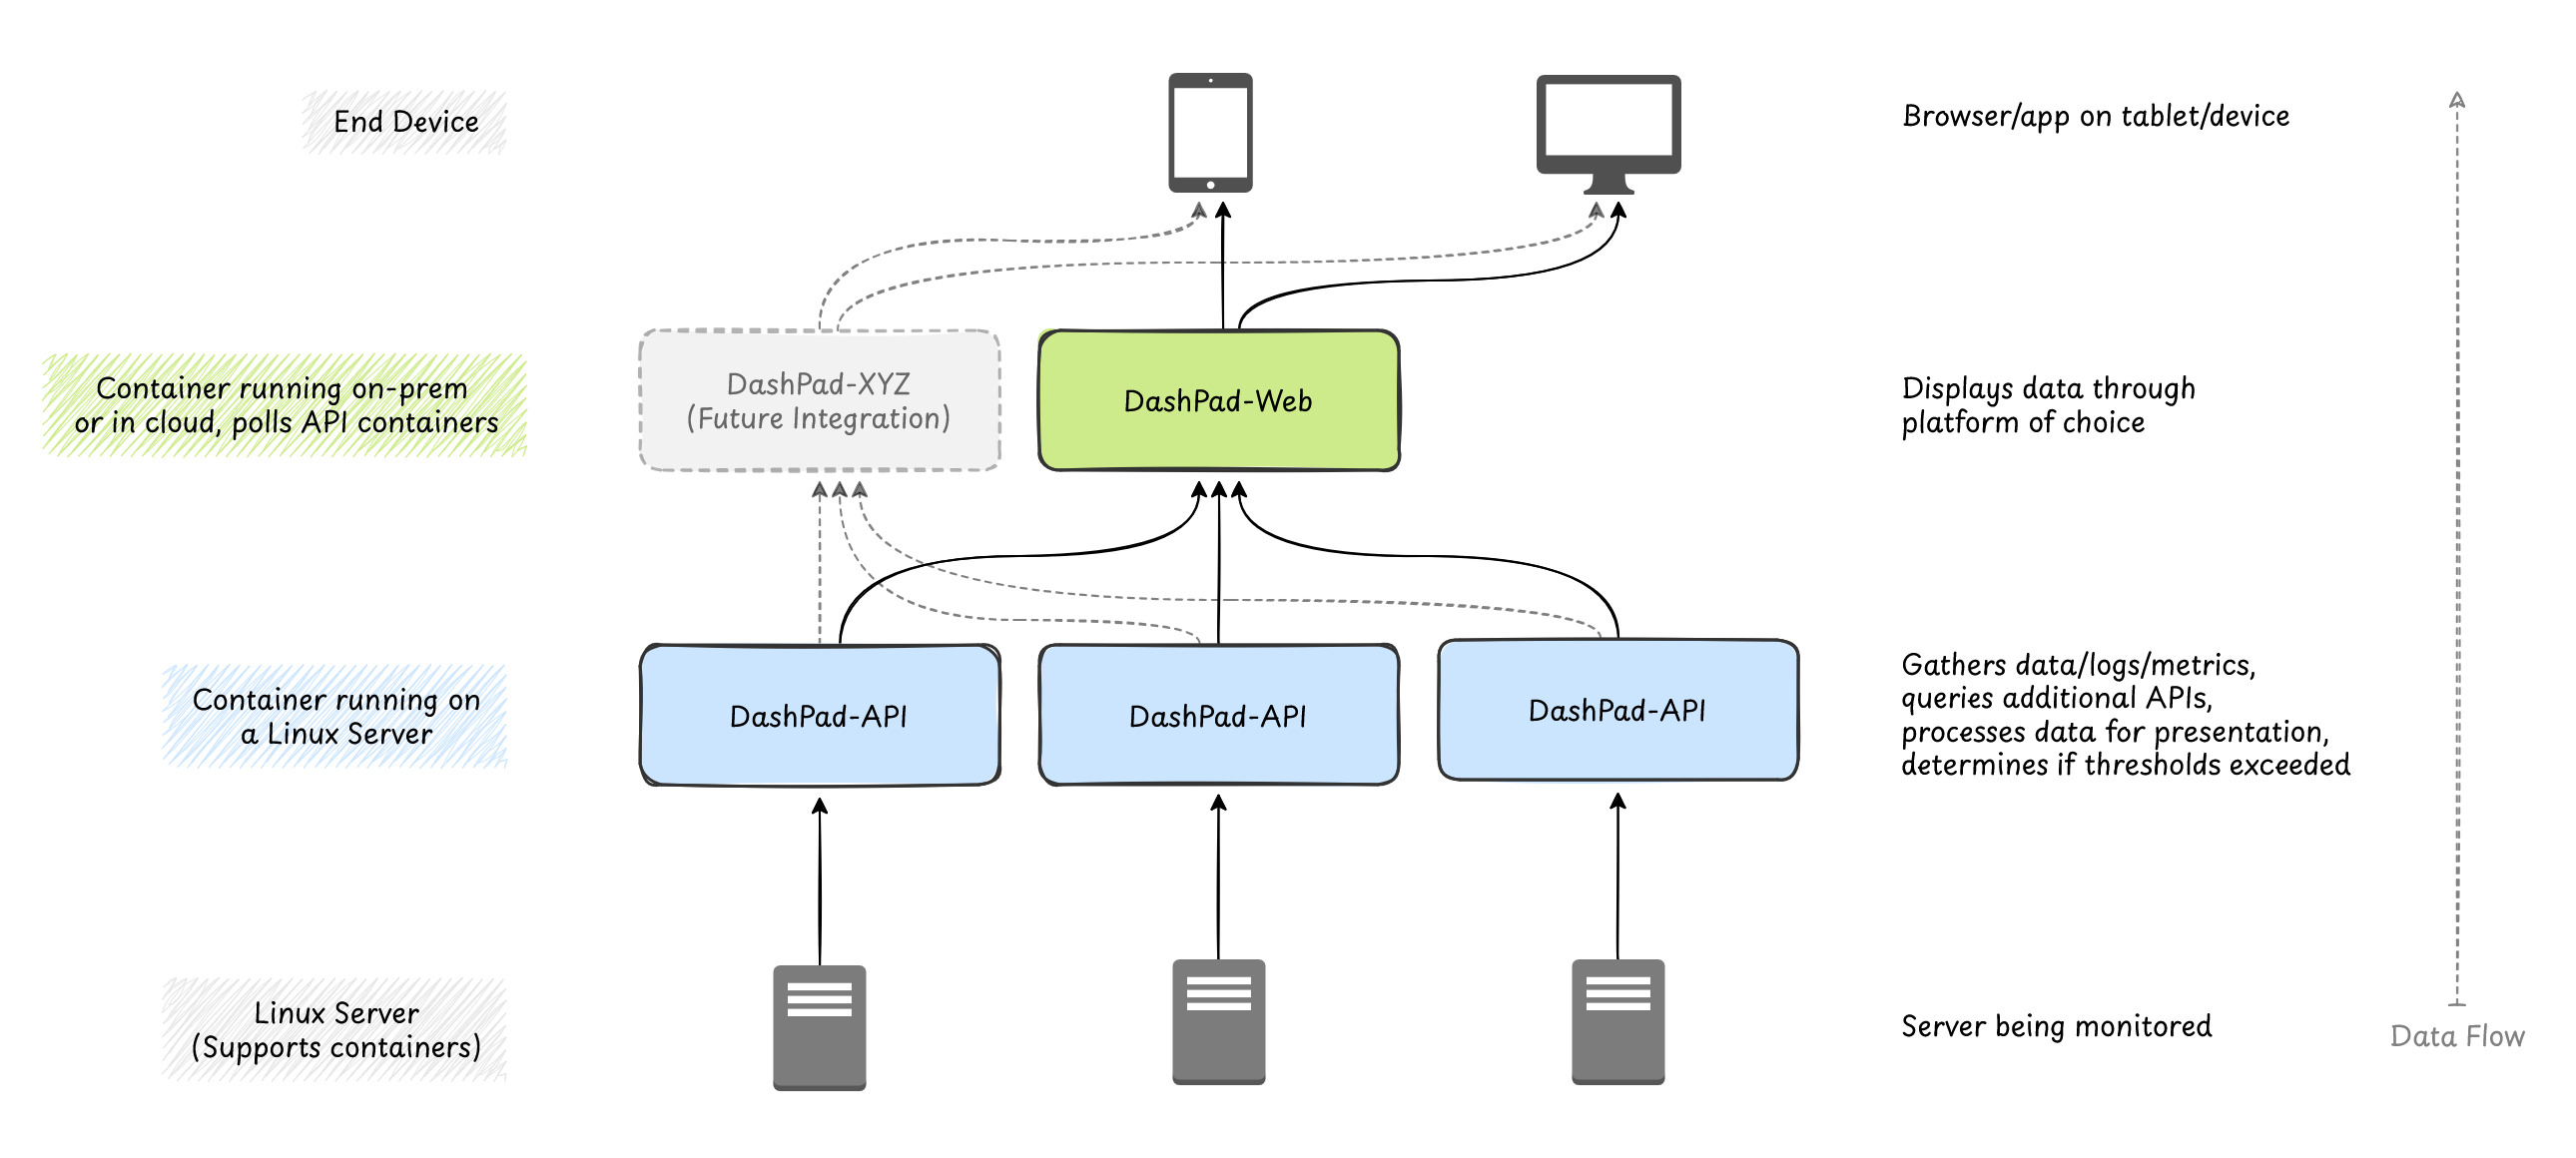 End Device
Browser/app on tablet/device
Container running on-prem
or in cloud, polls API containers
DashPad-XYZ
(Future Integration)
DashPad-Web
Displays data through
platform of choice
Container running on
a Linux Server
DashPad-API
DashPad-API
DashPad-API
Gathers data/logs/metrics,
queries additional APIs,
processes data for presentation,
determines if thresholds exceeded
Linux Server
(Supports containers)
Server being monitored
Data Flow